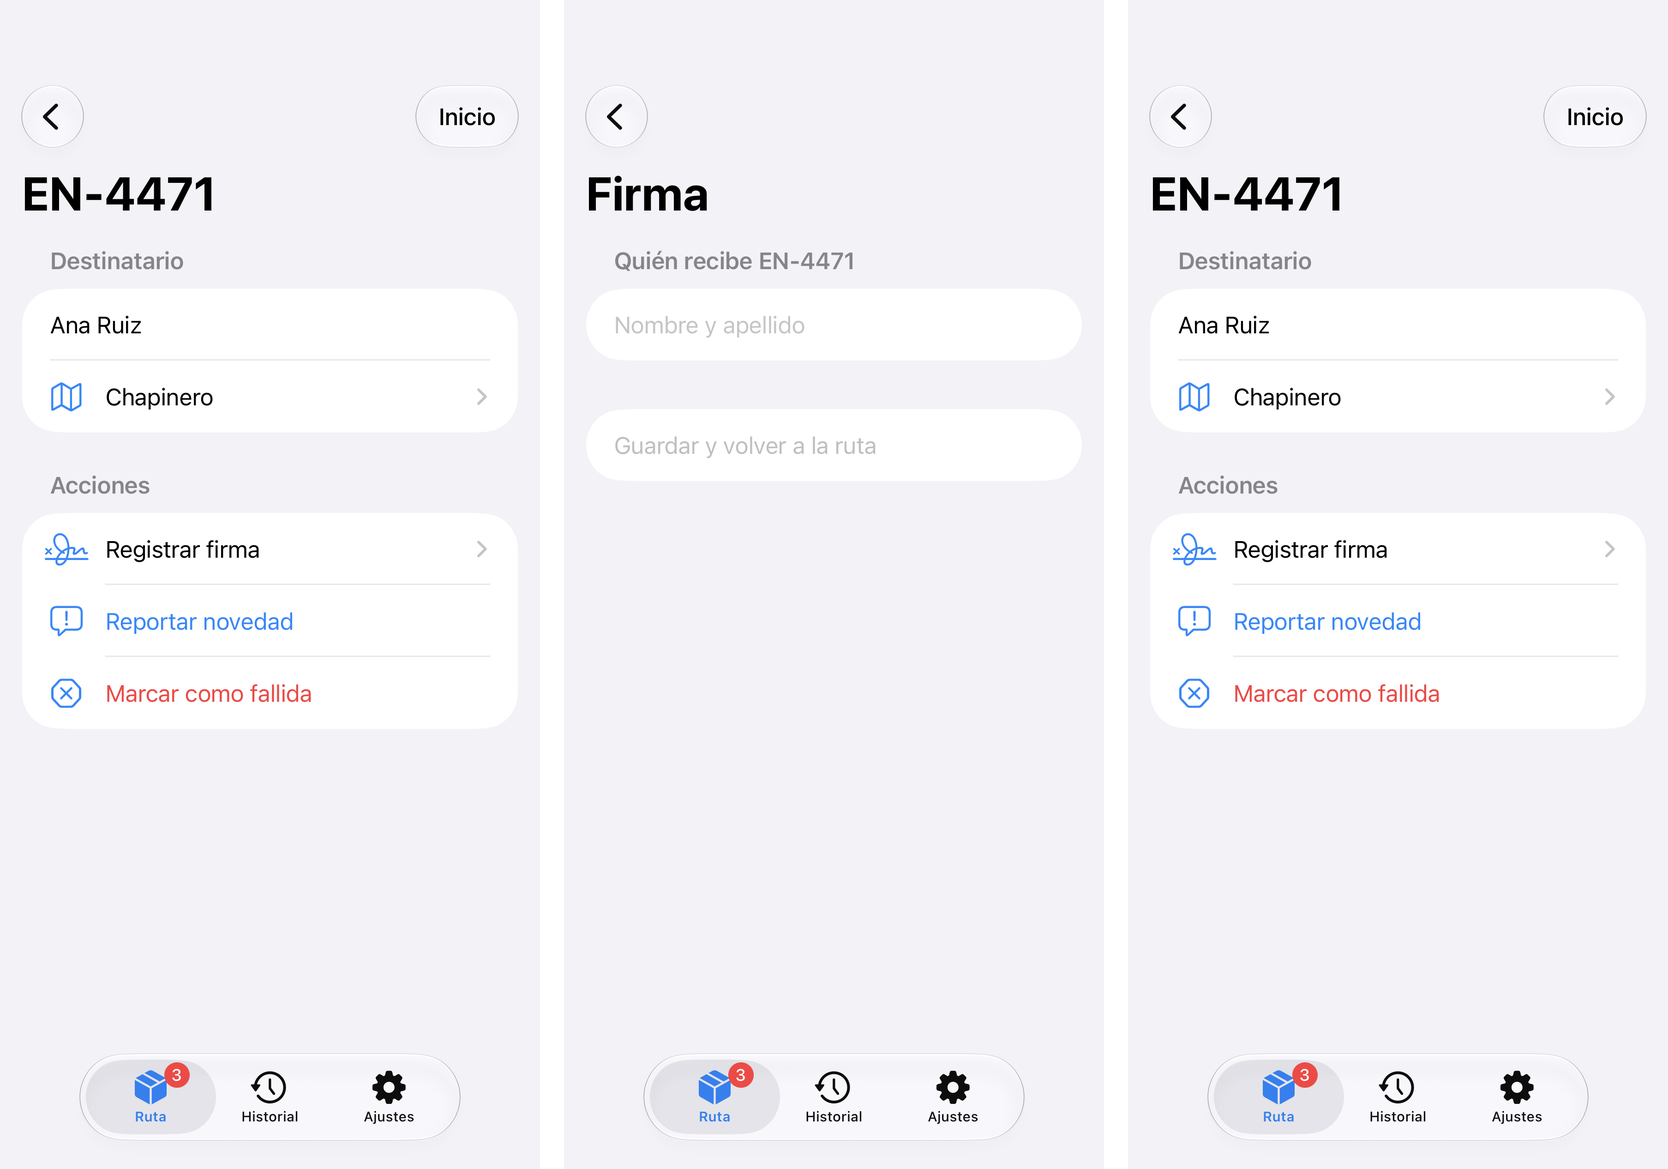 Inicio
EN-4471
Destinatario
Ana Ruiz
Chapinero
Acciones
Registrar firma
Reportar novedad
Marcar como fallida
3
Ruta
Historial
Ajustes
Firma
Quién recibe EN-4471
Nombre y apellido
Guardar y volver a la ruta
3
Ruta
Historial
Ajustes
Inicio
EN-4471
Destinatario
Ana Ruiz
Chapinero
Acciones
Registrar firma
Reportar novedad
Marcar como fallida
3
Ruta
Historial
Ajustes